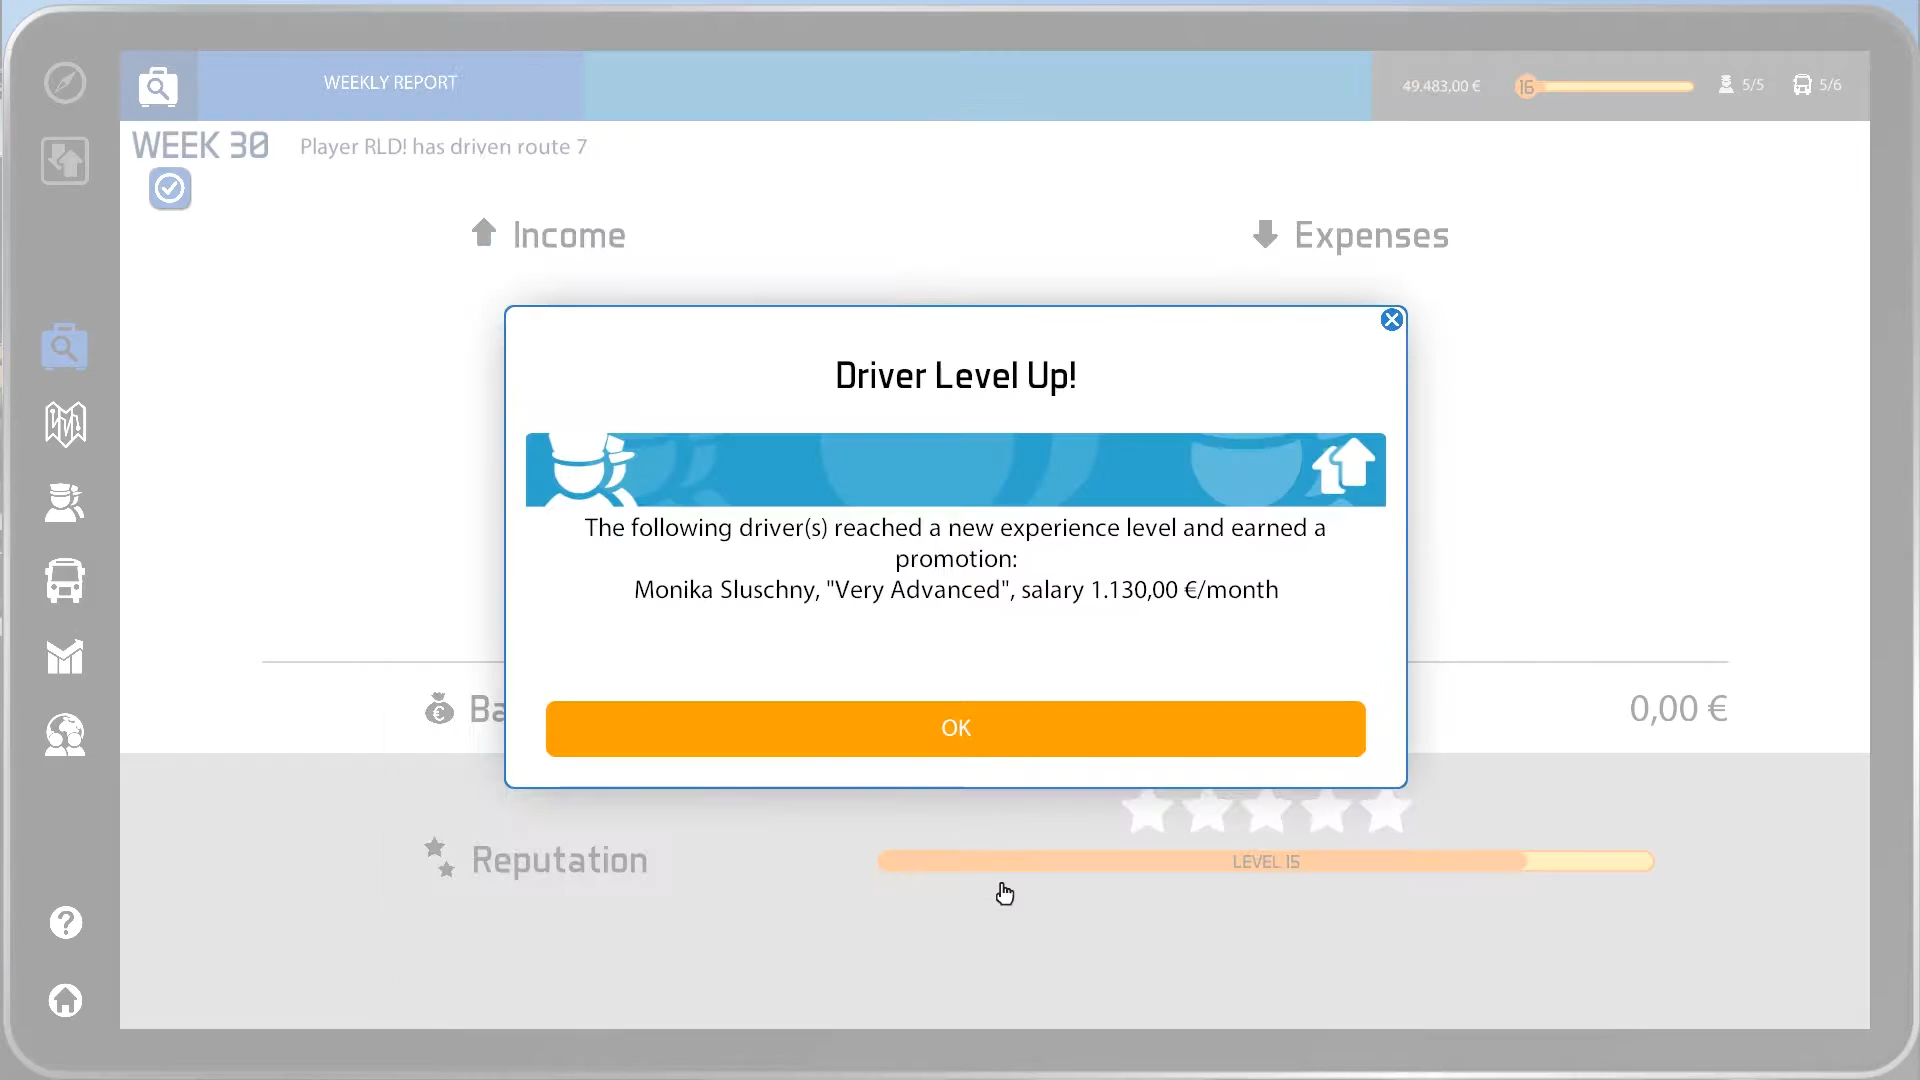 WEEKLY REPORT
49.483,00 €
16
5/5
5/6
WEEK 30
Player RLD! has driven route 7
Income
Expenses
Driver Level Up!
The following driver(s) reached a new experience level and earned a
promotion:
Monika Sluschny, "Very Advanced", salary 1.130,00 €/month
Ba
0,00 €
OK
Reputation
LEVEL 15